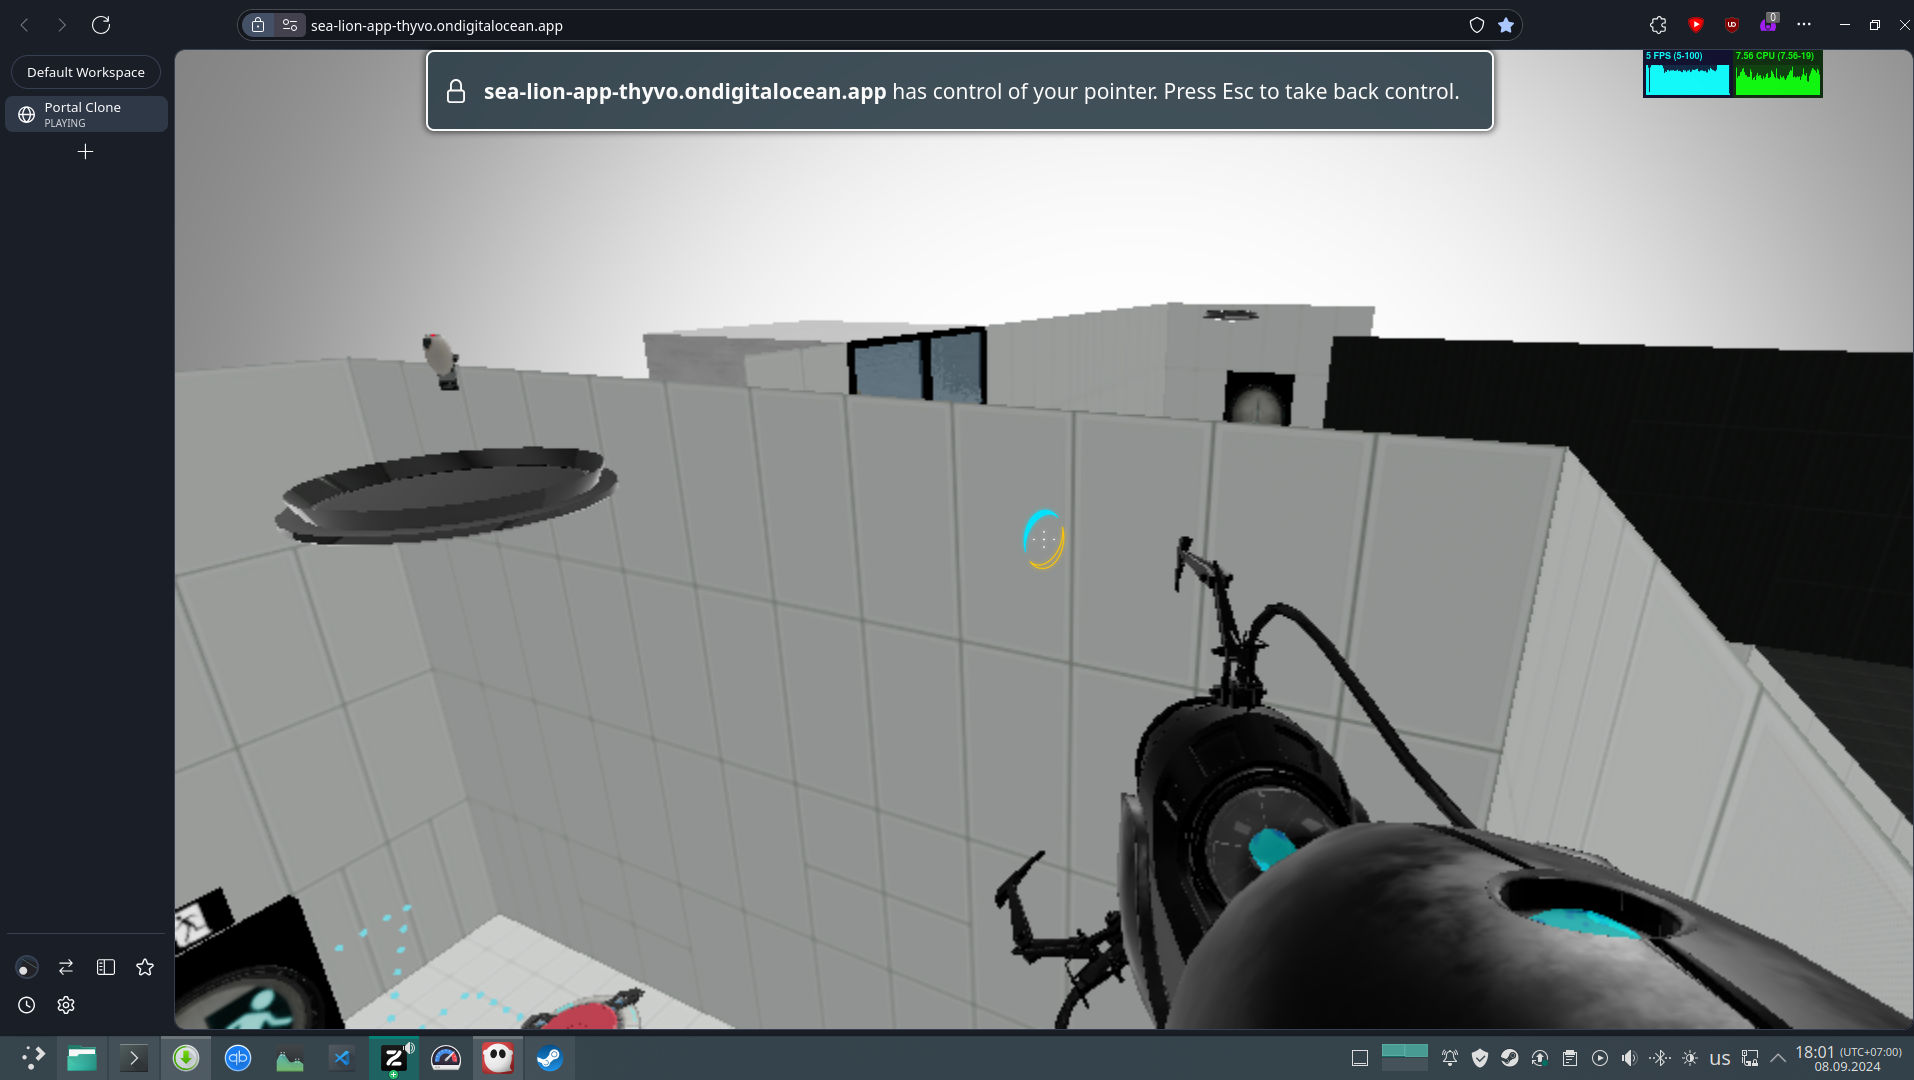 sea-lion-app-thyvo.ondigitalocean.app
0
Default Workspace
Portal Clone
PLAYING
sea-lion-app-thyvo.ondigitalocean.app has control of your pointer. Press Esc to take back control.
5 FPS (5-100)
7.56 CPU (7.56-19)
us
18:01 (UTC+07:00)
08.09.2024